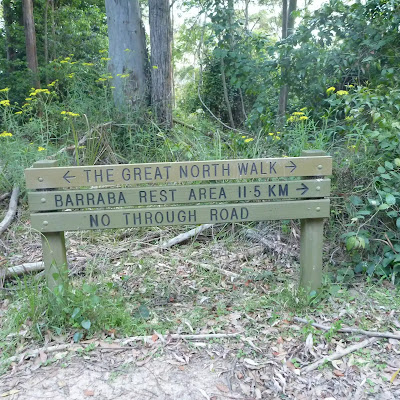 ← THE GREAT NORTH WALK →
BARRABA REST AREA 11·5 KM →
NO THROUGH ROAD